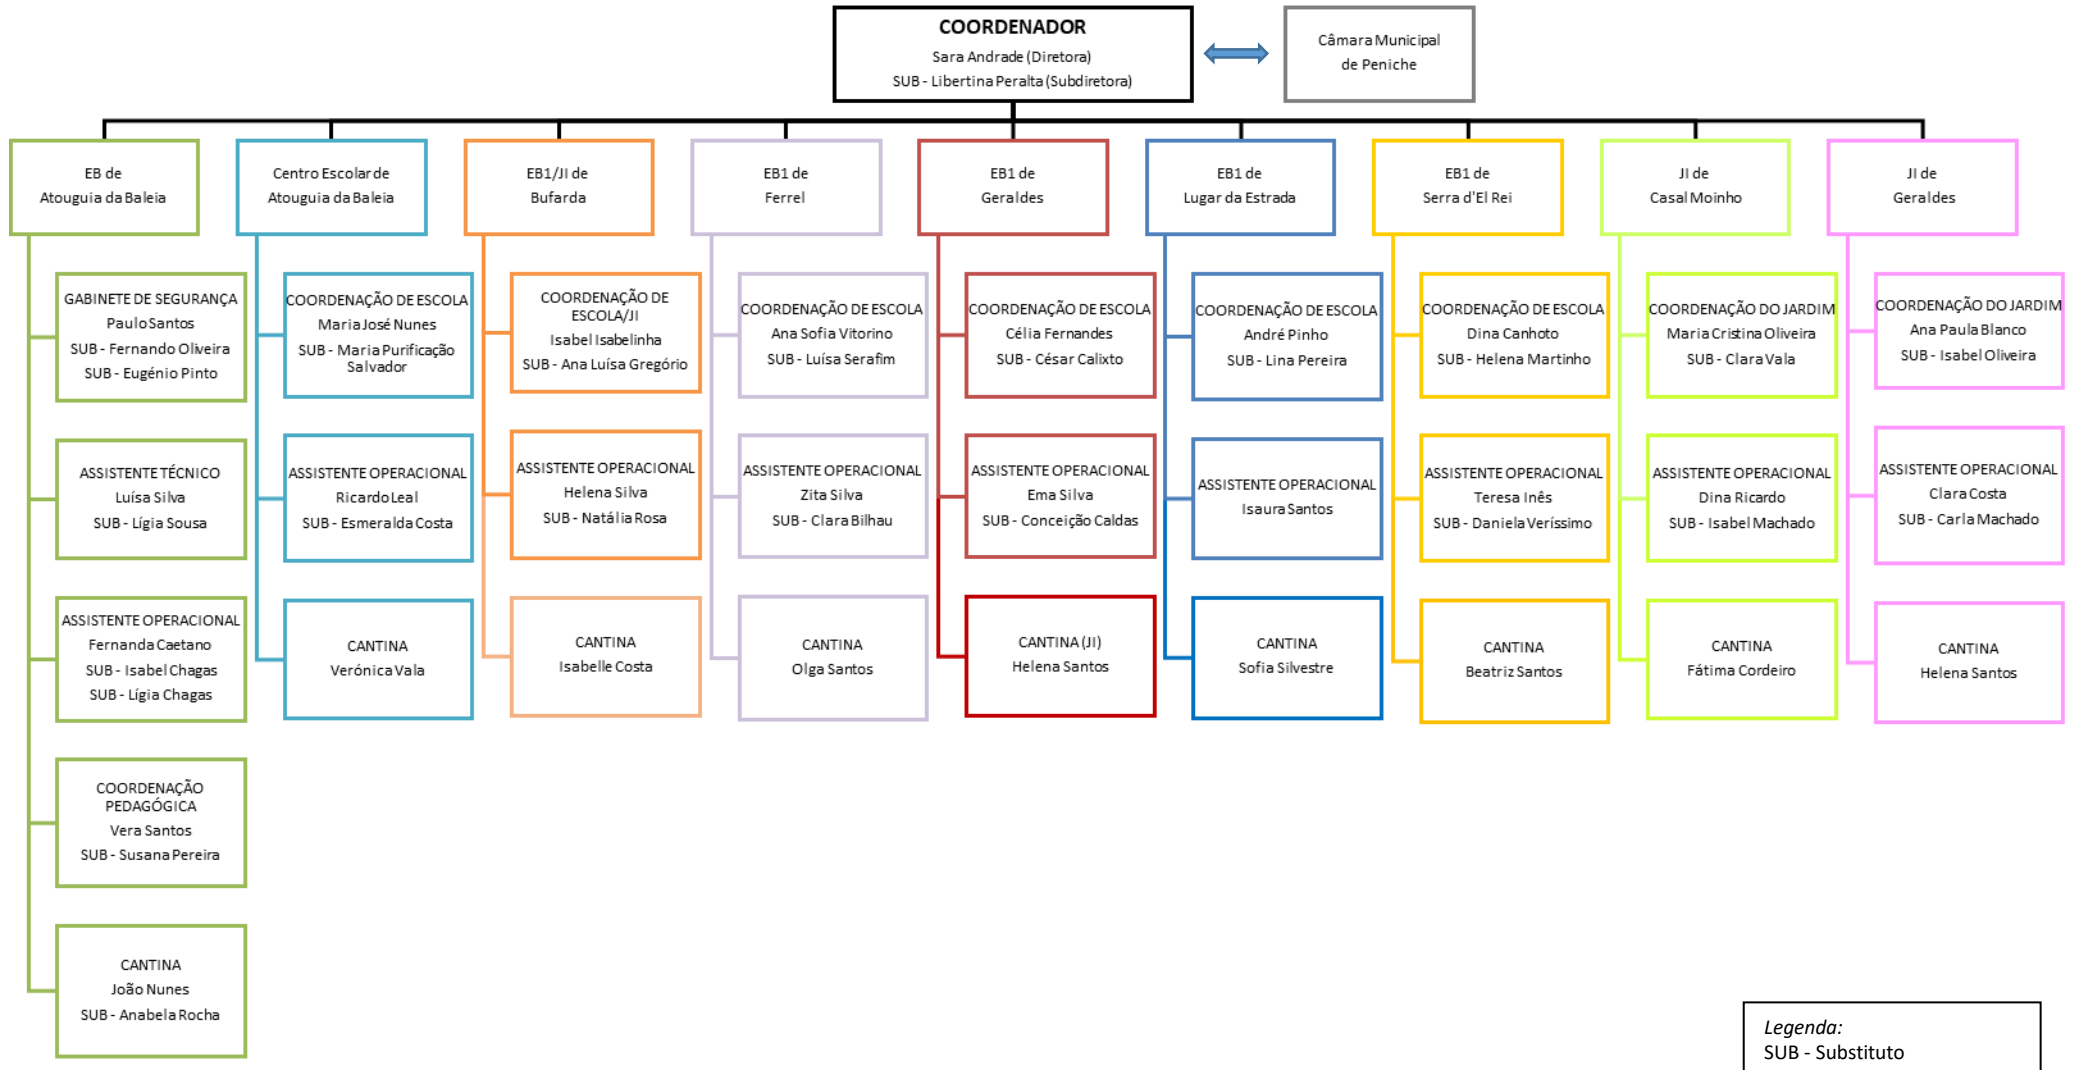 COORDENADOR
Sara Andrade (Diretora)
SUB - Libertina Peralta (Subdiretora)
Câmara Municipal
de Peniche
EB de
Atouguia da Baleia
GABINETE DE SEGURANÇA
Paulo Santos
SUB - Fernando Oliveira
SUB - Eugénio Pinto
ASSISTENTE TÉCNICO
Luísa Silva
SUB - Lígia Sousa
ASSISTENTE OPERACIONAL
Fernanda Caetano
SUB - Isabel Chagas
SUB - Lígia Chagas
COORDENAÇÃO
PEDAGÓGICA
Vera Santos
SUB - Susana Pereira
CANTINA
João Nunes
SUB - Anabela Rocha
Centro Escolar de
Atouguia da Baleia
COORDENAÇÃO DE ESCOLA
Maria José Nunes
SUB - Maria Purificação
Salvador
ASSISTENTE OPERACIONAL
Ricardo Leal
SUB - Esmeralda Costa
CANTINA
Verónica Vala
EB1/JI de
Bufarda
COORDENAÇÃO DE
ESCOLA/JI
Isabel Isabelinha
SUB - Ana Luísa Gregório
ASSISTENTE OPERACIONAL
Helena Silva
SUB - Natália Rosa
CANTINA
Isabelle Costa
EB1 de
Ferrel
COORDENAÇÃO DE ESCOLA
Ana Sofia Vitorino
SUB - Luísa Serafim
ASSISTENTE OPERACIONAL
Zita Silva
SUB - Clara Bilhau
CANTINA
Olga Santos
EB1 de
Geraldes
COORDENAÇÃO DE ESCOLA
Célia Fernandes
SUB - César Calixto
ASSISTENTE OPERACIONAL
Ema Silva
SUB - Conceição Caldas
CANTINA (JI)
Helena Santos
EB1 de
Lugar da Estrada
COORDENAÇÃO DE ESCOLA
André Pinho
SUB - Lina Pereira
ASSISTENTE OPERACIONAL
Isaura Santos
CANTINA
Sofia Silvestre
EB1 de
Serra d'El Rei
COORDENAÇÃO DE ESCOLA
Dina Canhoto
SUB - Helena Martinho
ASSISTENTE OPERACIONAL
Teresa Inês
SUB - Daniela Veríssimo
CANTINA
Beatriz Santos
JI de
Casal Moinho
COORDENAÇÃO DO JARDIM
Maria Cristina Oliveira
SUB - Clara Vala
ASSISTENTE OPERACIONAL
Dina Ricardo
SUB - Isabel Machado
CANTINA
Fátima Cordeiro
JI de
Geraldes
COORDENAÇÃO DO JARDIM
Ana Paula Blanco
SUB - Isabel Oliveira
ASSISTENTE OPERACIONAL
Clara Costa
SUB - Carla Machado
CANTINA
Helena Santos
Legenda:
SUB - Substituto